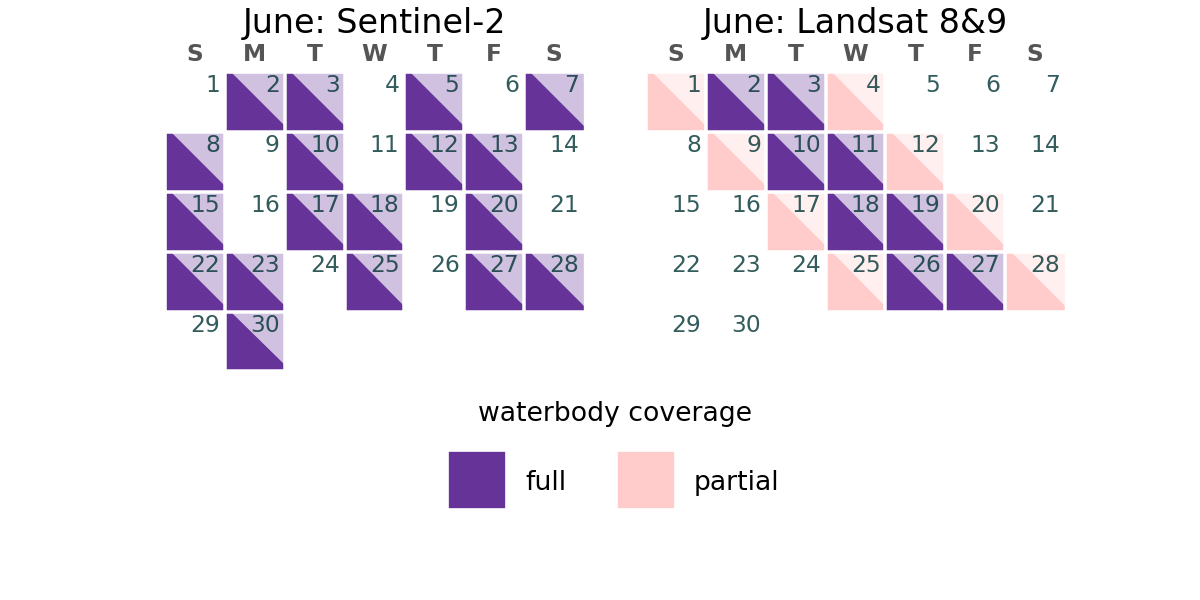 June: Sentinel-2
S M T W T F S
1 2 3 4 5 6 7
8 9 10 11 12 13 14
15 16 17 18 19 20 21
22 23 24 25 26 27 28
29 30
June: Landsat 8&9
S M T W T F S
1 2 3 4 5 6 7
8 9 10 11 12 13 14
15 16 17 18 19 20 21
22 23 24 25 26 27 28
29 30
waterbody coverage
full
partial